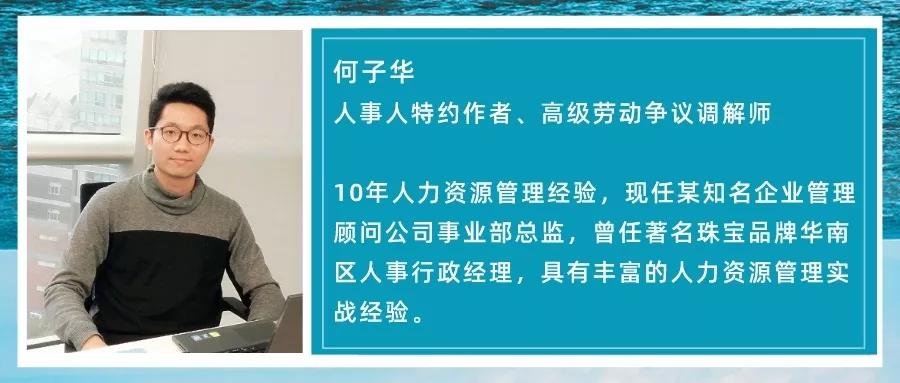 何子华
人事人特约作者、高级劳动争议调解师
10年人力资源管理经验，现任某知名企业管理
顾问公司事业部总监，曾任著名珠宝品牌华南
区人事行政经理，具有丰富的人力资源管理实
战经验。